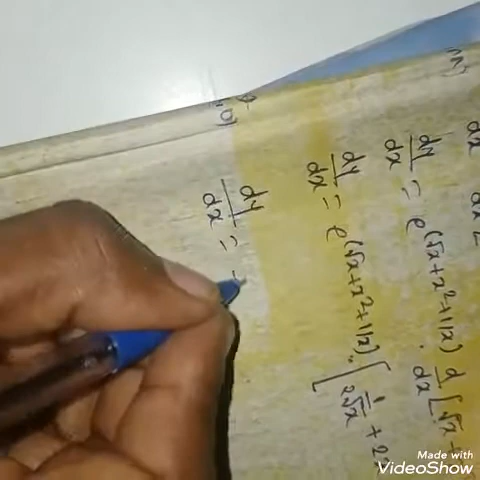 dy/dx = e^(√x+x²+1/x) · d/dx[√x+
dy/dx = e^(√x+x²+1/x) · [1/2√x + 2
dy/dx =
Made with
VideoShow